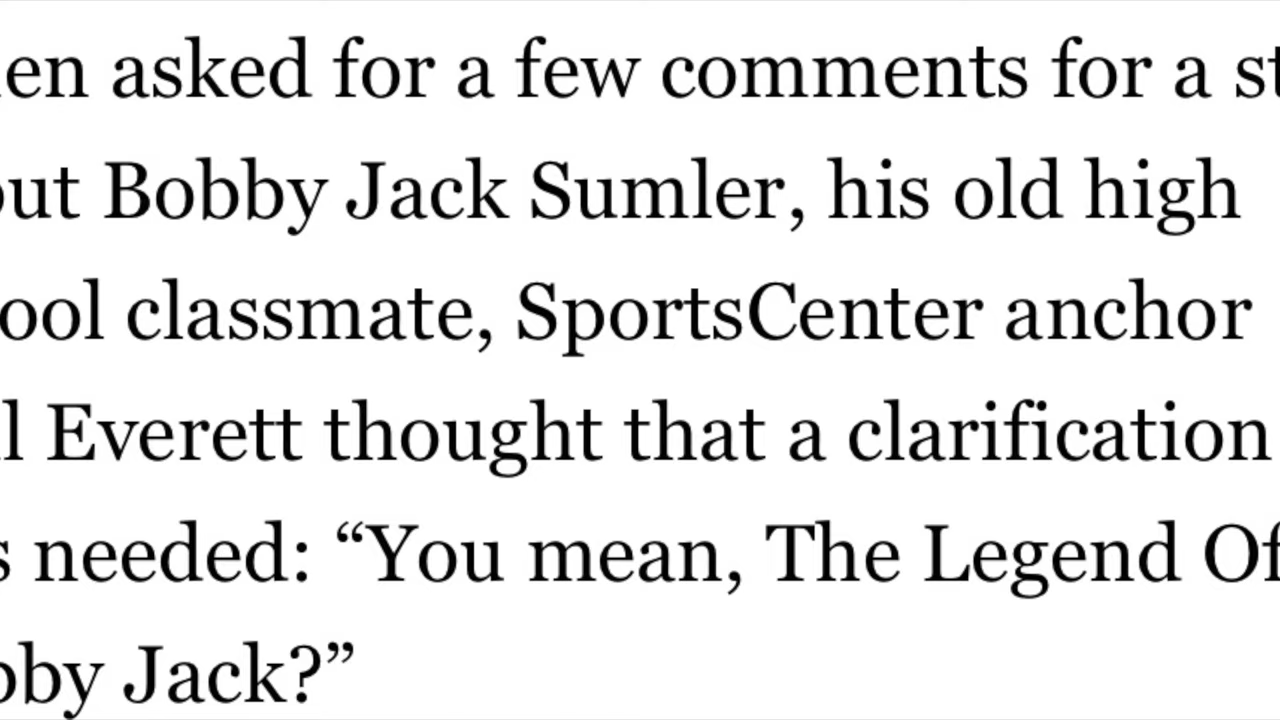 en asked for a few comments for a st
out Bobby Jack Sumler, his old high
ool classmate, SportsCenter anchor
l Everett thought that a clarification
s needed: “You mean, The Legend Of
bby Jack?”